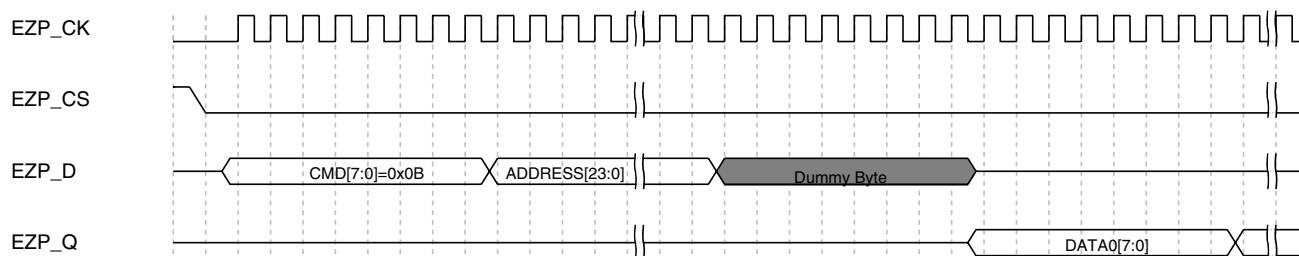 EZP_CK
EZP_CS
EZP_D CMD[7:0]=0x0B ADDRESS[23:0] Dummy Byte
EZP_Q DATA0[7:0]